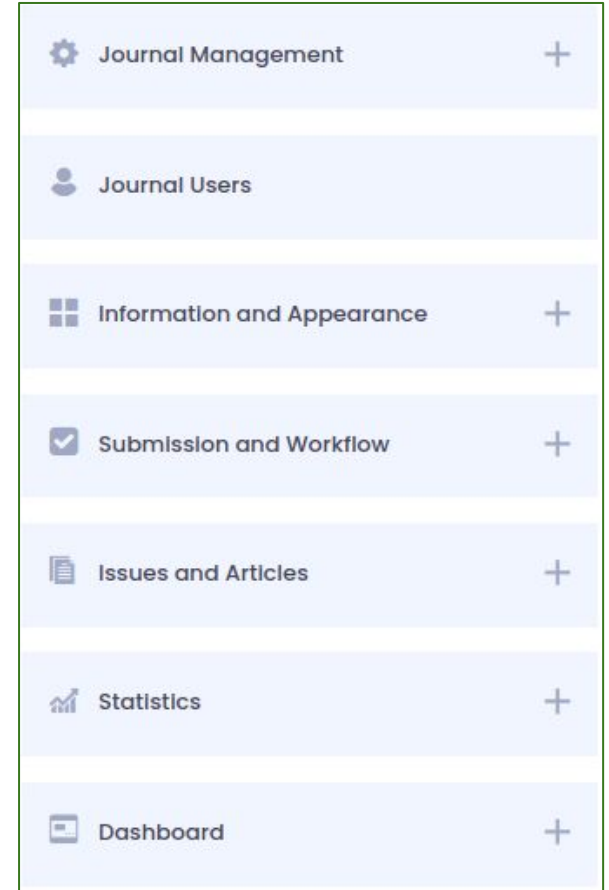 Journal Management
Journal Users
Information and Appearance
Submission and Workflow
Issues and Articles
Statistics
Dashboard